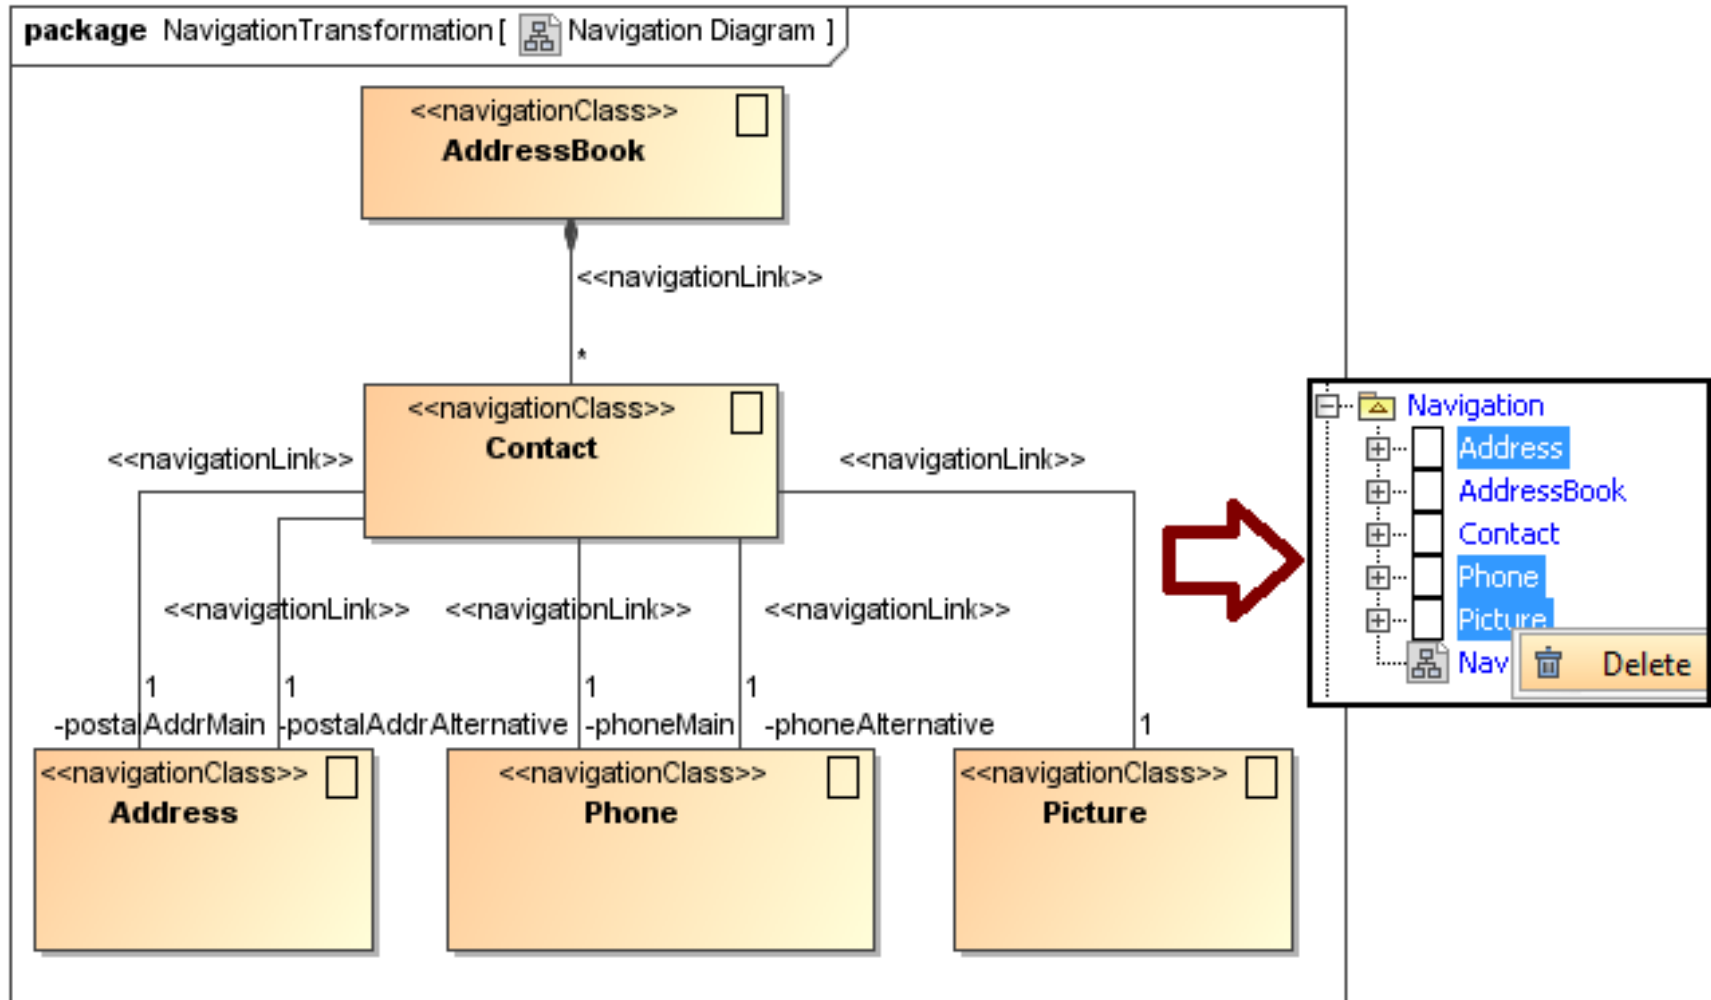 package NavigationTransformation [ Navigation Diagram ]
<<navigationClass>>
AddressBook
<<navigationLink>>
*
<<navigationClass>>
Contact
<<navigationLink>>
<<navigationLink>>
<<navigationLink>>
<<navigationLink>>
<<navigationLink>>
1
1
1
1
-postalAddrMain
-postalAddrAlternative
-phoneMain
-phoneAlternative
1
<<navigationClass>>
Address
<<navigationClass>>
Phone
<<navigationClass>>
Picture
Navigation
Address
AddressBook
Contact
Phone
Picture
Nav
Delete